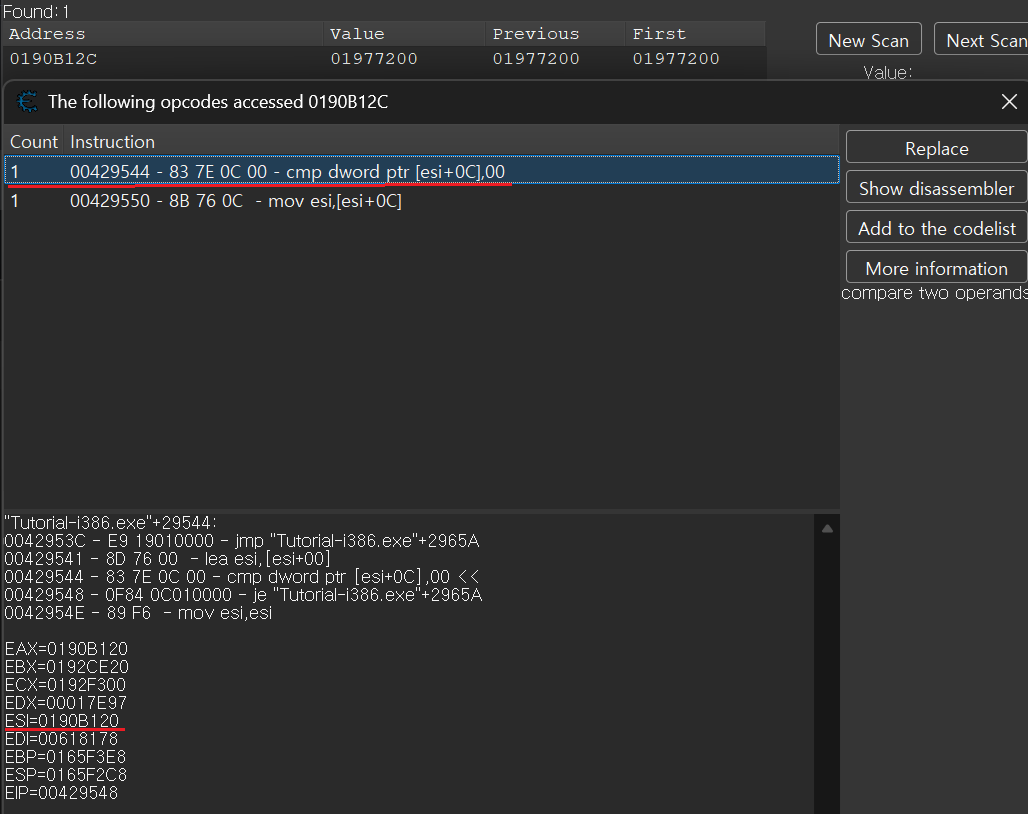 Found:1
Address Value Previous First
0190B12C 01977200 01977200 01977200
New Scan Next Scan
Value:
The following opcodes accessed 0190B12C
Count Instruction
1 00429544 - 83 7E 0C 00 - cmp dword ptr [esi+0C],00
1 00429550 - 8B 76 0C - mov esi,[esi+0C]
Replace
Show disassembler
Add to the codelist
More information
compare two operands
"Tutorial-i386.exe"+29544:
0042953C - E9 19010000 - jmp "Tutorial-i386.exe"+2965A
00429541 - 8D 76 00 - lea esi,[esi+00]
00429544 - 83 7E 0C 00 - cmp dword ptr [esi+0C],00 <<
00429548 - 0F84 0C010000 - je "Tutorial-i386.exe"+2965A
0042954E - 89 F6 - mov esi,esi
EAX=0190B120
EBX=0192CE20
ECX=0192F300
EDX=00017E97
ESI=0190B120
EDI=00618178
EBP=0165F3E8
ESP=0165F2C8
EIP=00429548